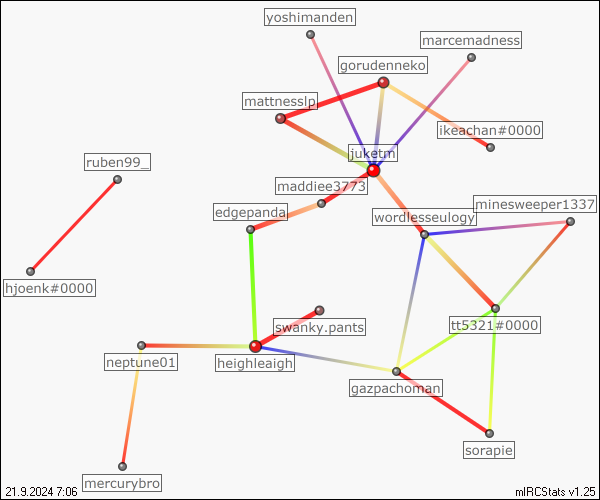 yoshimanden
marcemadness
gorudenneko
mattnesslp
ikeachan#0000
juketm
ruben99_
maddiee3773
edgepanda
wordlesseulogy
minesweeper1337
hjoenk#0000
swanky.pants
tt5321#0000
neptune01
heighleaigh
gazpachoman
sorapie
mercurybro
21.9.2024 7:06
mIRCStats v1.25